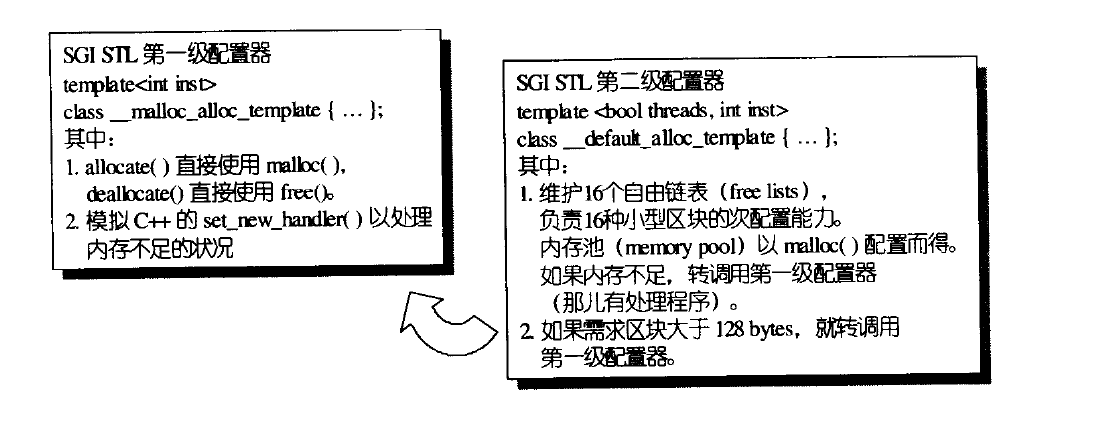 SGI STL 第一级配置器
template<int inst>
class __malloc_alloc_template { … };
其中：
1. allocate( ) 直接使用 malloc( ),
deallocate() 直接使用 free()。
2. 模拟 C++ 的 set_new_handler( ) 以处理
内存不足的状况
SGI STL 第二级配置器
template <bool threads, int inst>
class __default_alloc_template { … };
其中：
1. 维护16个自由链表（free lists），
负责16种小型区块的次配置能力。
内存池（memory pool）以 malloc( ) 配置而得。
如果内存不足，转调用第一级配置器
（那儿有处理程序）。
2. 如果需求区块大于 128 bytes，就转调用
第一级配置器。